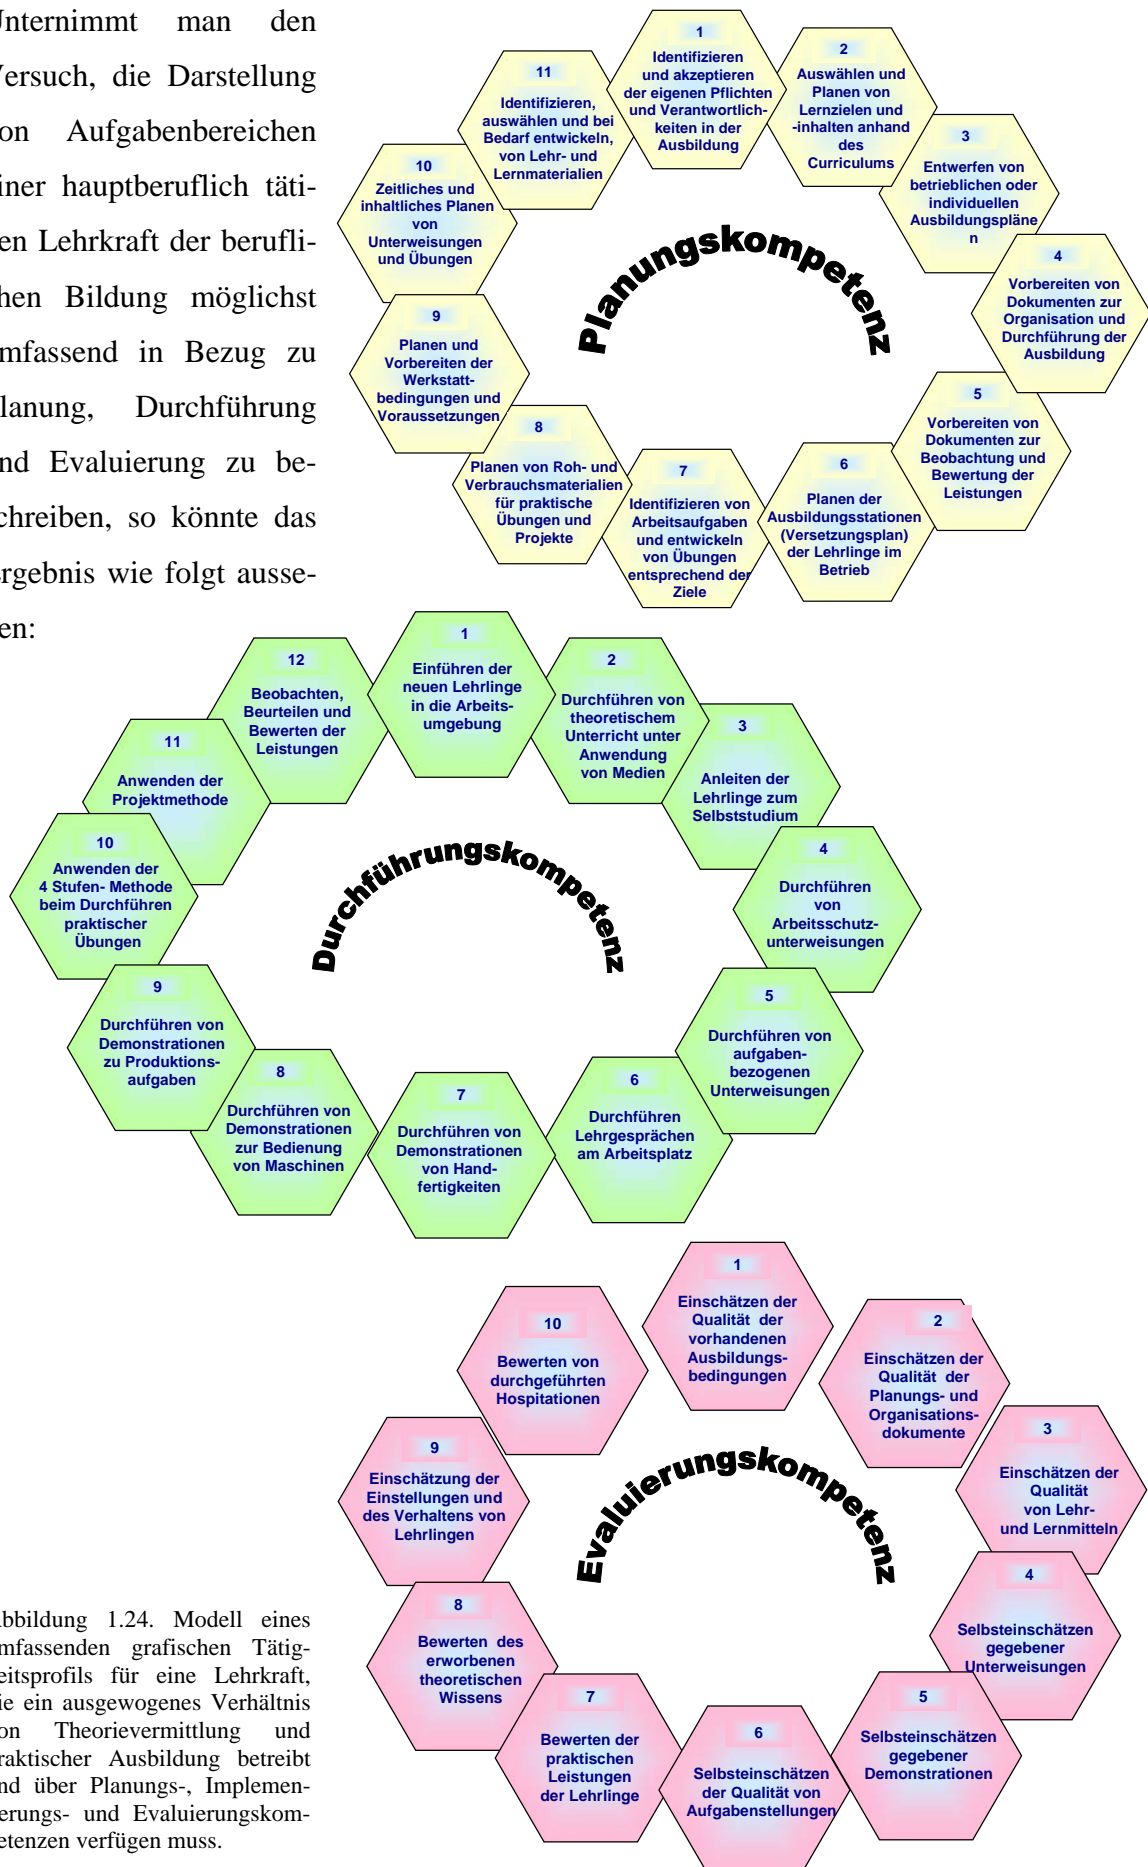 Unternimmt man den
Versuch, die Darstellung
von Aufgabenbereichen
einer hauptberuflich täti-
gen Lehrkraft der berufli-
chen Bildung möglichst
umfassend in Bezug zu
Planung, Durchführung
und Evaluierung zu be-
schreiben, so könnte das
Ergebnis wie folgt ausse-
hen:
Planungskompetenz
1
Identifizieren
und akzeptieren
der eigenen Pflichten
und Verantwortlich-
keiten in der
Ausbildung
2
Auswählen und
Planen von
Lernzielen und
-inhalten anhand
des
Curriculums
3
Entwerfen von
betrieblichen oder
individuellen
Ausbildungspläne
n
4
Vorbereiten von
Dokumenten zur
Organisation und
Durchführung der
Ausbildung
5
Vorbereiten von
Dokumenten zur
Beobachtung und
Bewertung der
Leistungen
6
Planen der
Ausbildungsstationen
(Versetzungsplan)
der Lehrlinge im
Betrieb
7
Identifizieren von
Arbeitsaufgaben
und entwickeln
von Übungen
entsprechend der
Ziele
8
Planen von Roh- und
Verbrauchsmaterialien
für praktische
Übungen und
Projekte
9
Planen und
Vorbereiten der
Werkstatt-
bedingungen und
Voraussetzungen
10
Zeitliches und
inhaltliches Planen
von
Unterweisungen
und Übungen
11
Identifizieren,
auswählen und bei
Bedarf entwickeln,
von Lehr- und
Lernmaterialien
Durchführungskompetenz
1
Einführen der
neuen Lehrlinge
in die Arbeits-
umgebung
2
Durchführen von
theoretischem
Unterricht unter
Anwendung
von Medien
3
Anleiten der
Lehrlinge zum
Selbststudium
4
Durchführen
von
Arbeitsschutz-
unterweisungen
5
Durchführen von
aufgaben-
bezogenen
Unterweisungen
6
Durchführen
Lehrgesprächen
am Arbeitsplatz
7
Durchführen von
Demonstrationen
von Hand-
fertigkeiten
8
Durchführen von
Demonstrationen
zur Bedienung
von Maschinen
9
Durchführen von
Demonstrationen
zu Produktions-
aufgaben
10
Anwenden der
4 Stufen- Methode
beim Durchführen
praktischer
Übungen
11
Anwenden der
Projektmethode
12
Beobachten,
Beurteilen und
Bewerten der
Leistungen
Evaluierungskompetenz
1
Einschätzen der
Qualität der
vorhandenen
Ausbildungs-
bedingungen
2
Einschätzen der
Qualität der
Planungs- und
Organisations-
dokumente
3
Einschätzen der
Qualität
von Lehr-
und Lernmitteln
4
Selbsteinschätzen
gegebener
Unterweisungen
5
Selbsteinschätzen
gegebener
Demonstrationen
6
Selbsteinschätzen
der Qualität von
Aufgabenstellungen
7
Bewerten der
praktischen
Leistungen
der Lehrlinge
8
Bewerten des
erworbenen
theoretischen
Wissens
9
Einschätzung der
Einstellungen und
des Verhaltens von
Lehrlingen
10
Bewerten von
durchgeführten
Hospitationen
Abbildung 1.24. Modell eines
umfassenden grafischen Tätig-
keitsprofils für eine Lehrkraft,
die ein ausgewogenes Verhältnis
von Theorievermittlung und
praktischer Ausbildung betreibt
und über Planungs-, Implemen-
tierungs- und Evaluierungskom-
petenzen verfügen muss.